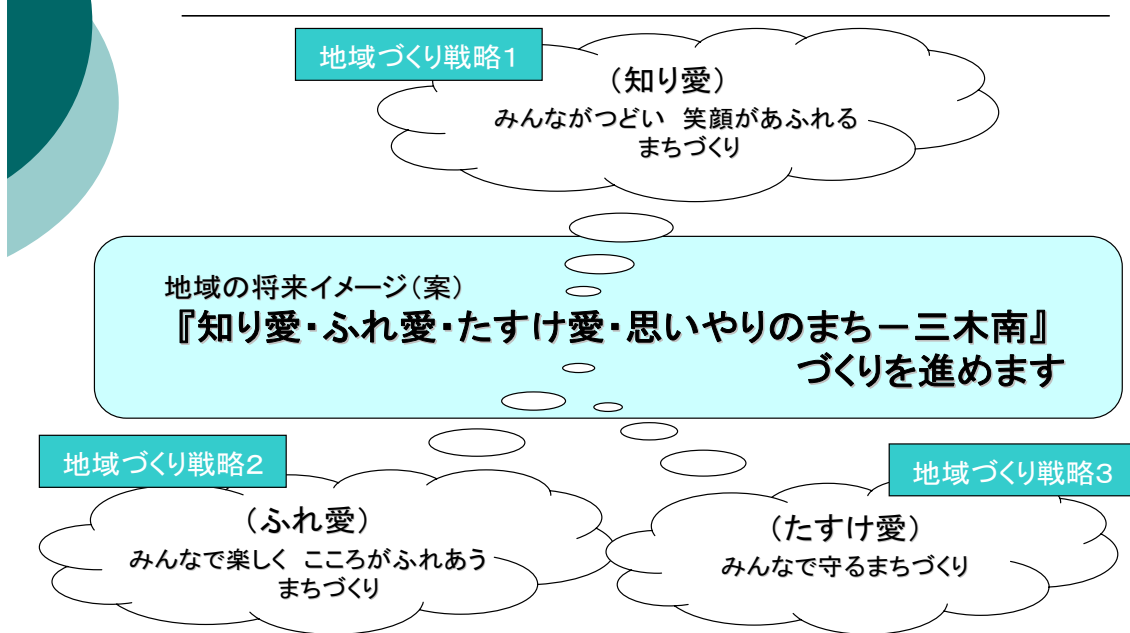 地域づくり戦略1
(知り愛)
みんながつどい 笑顔があふれる
まちづくり
地域の将来イメージ(案)
『知り愛・ふれ愛・たすけ愛・思いやりのまち－三木南』
づくりを進めます
地域づくり戦略2
(ふれ愛)
みんなで楽しく こころがふれあう
まちづくり
地域づくり戦略3
(たすけ愛)
みんなで守るまちづくり